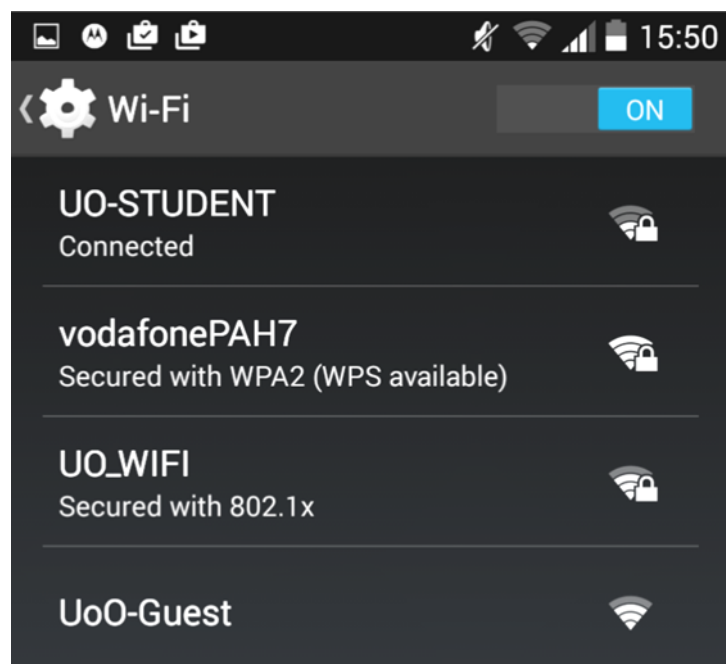 15:50
Wi-Fi
ON
UO-STUDENT
Connected
vodafonePAH7
Secured with WPA2 (WPS available)
UO_WIFI
Secured with 802.1x
UoO-Guest